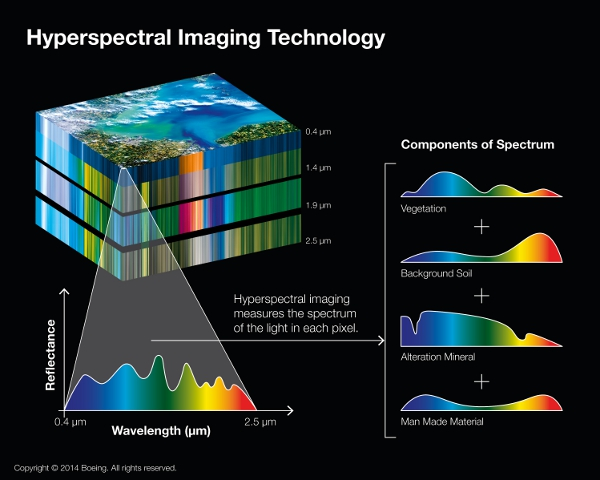 Hyperspectral Imaging Technology
0.4 µm
1.4 µm
1.9 µm
2.5 µm
Components of Spectrum
Vegetation
+
Background Soil
+
Alteration Mineral
+
Man Made Material
Hyperspectral imaging
measures the spectrum
of the light in each pixel.
Reflectance
0.4 µm
2.5 µm
Wavelength (µm)
Copyright © 2014 Boeing. All rights reserved.